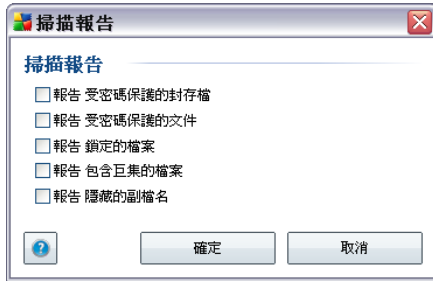 掃描報告
掃描報告
報告 受密碼保護的封存檔
報告 受密碼保護的文件
報告 鎖定的檔案
報告 包含巨集的檔案
報告 隱藏的副檔名
?
確定
取消